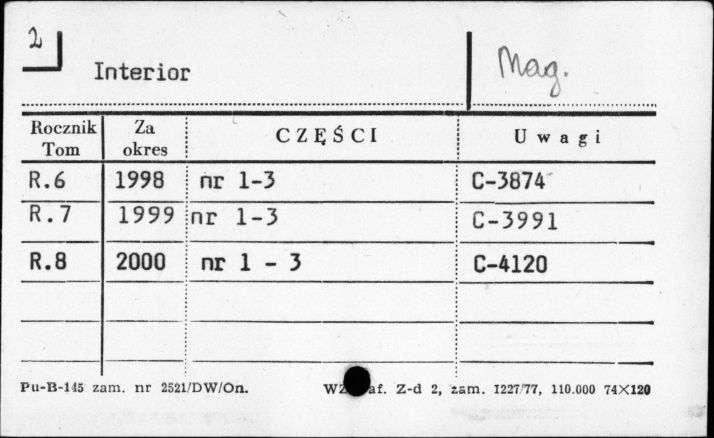 2
Interior
Mag.
Rocznik Tom Za okres CZĘŚCI Uwagi
R.6 1998 nr 1-3 C-3874
R.7 1999 nr 1-3 C-3991
R.8 2000 nr 1 - 3 C-4120
Pu-B-145 zam. nr 2521/DW/On. Z-d 2, zam. 1227/77, 110.000 74×120